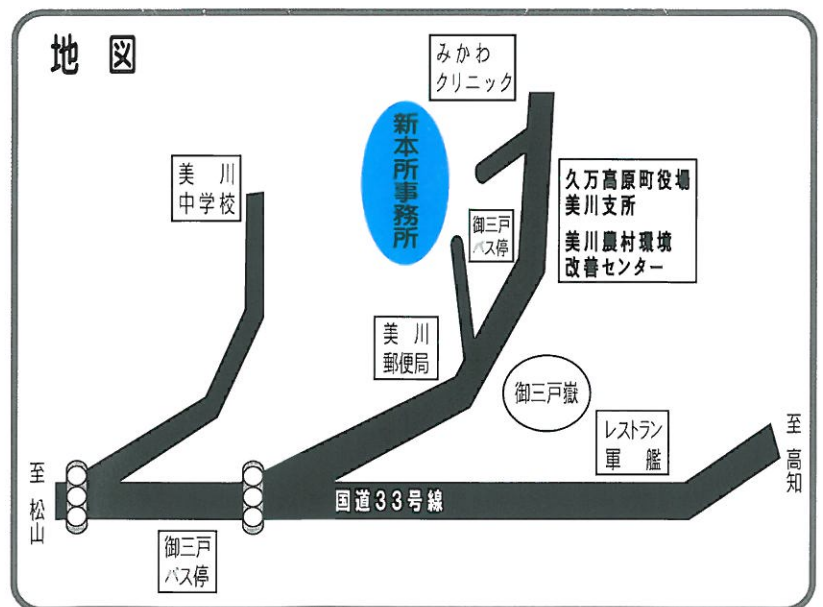 地 図
みかわ
クリニック
新本所事務所
美 川
中学校
久万高原町役場
美川支所
美川農村環境
改善センター
御三戸
バス停
美 川
郵便局
御三戸嶽
レストラン
軍 艦
至 高知
至 松山
国道33号線
御三戸
バス停